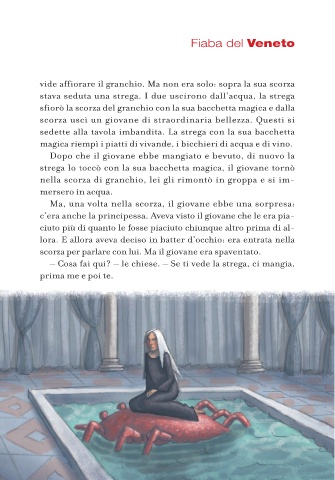 Fiaba del Veneto
vide affiorare il granchio. Ma non era solo: sopra la sua scorza
stava seduta una strega. I due uscirono dall'acqua, la strega
sfiorò la scorza del granchio con la sua bacchetta magica e dalla
scorza uscì un giovane di straordinaria bellezza. Questi si
sedette alla tavola imbandita. La strega con la sua bacchetta
magica riempì i piatti di vivande, i bicchieri di acqua e di vino.
Dopo che il giovane ebbe mangiato e bevuto, di nuovo la
strega lo toccò con la sua bacchetta magica, il giovane tornò
nella scorza di granchio, lei gli rimontò in groppa e si im-
mersero in acqua.
Ma, una volta nella scorza, il giovane ebbe una sorpresa:
c'era anche la principessa. Aveva visto il giovane che le era pia-
ciuto più di quanto le fosse piaciuto chiunque altro prima di al-
lora. E allora aveva deciso in batter d'occhio: era entrata nella
scorza per parlare con lui. Ma il giovane era spaventato.
– Cosa fai qui? – le chiese. – Se ti vede la strega, ci mangia,
prima me e poi te.